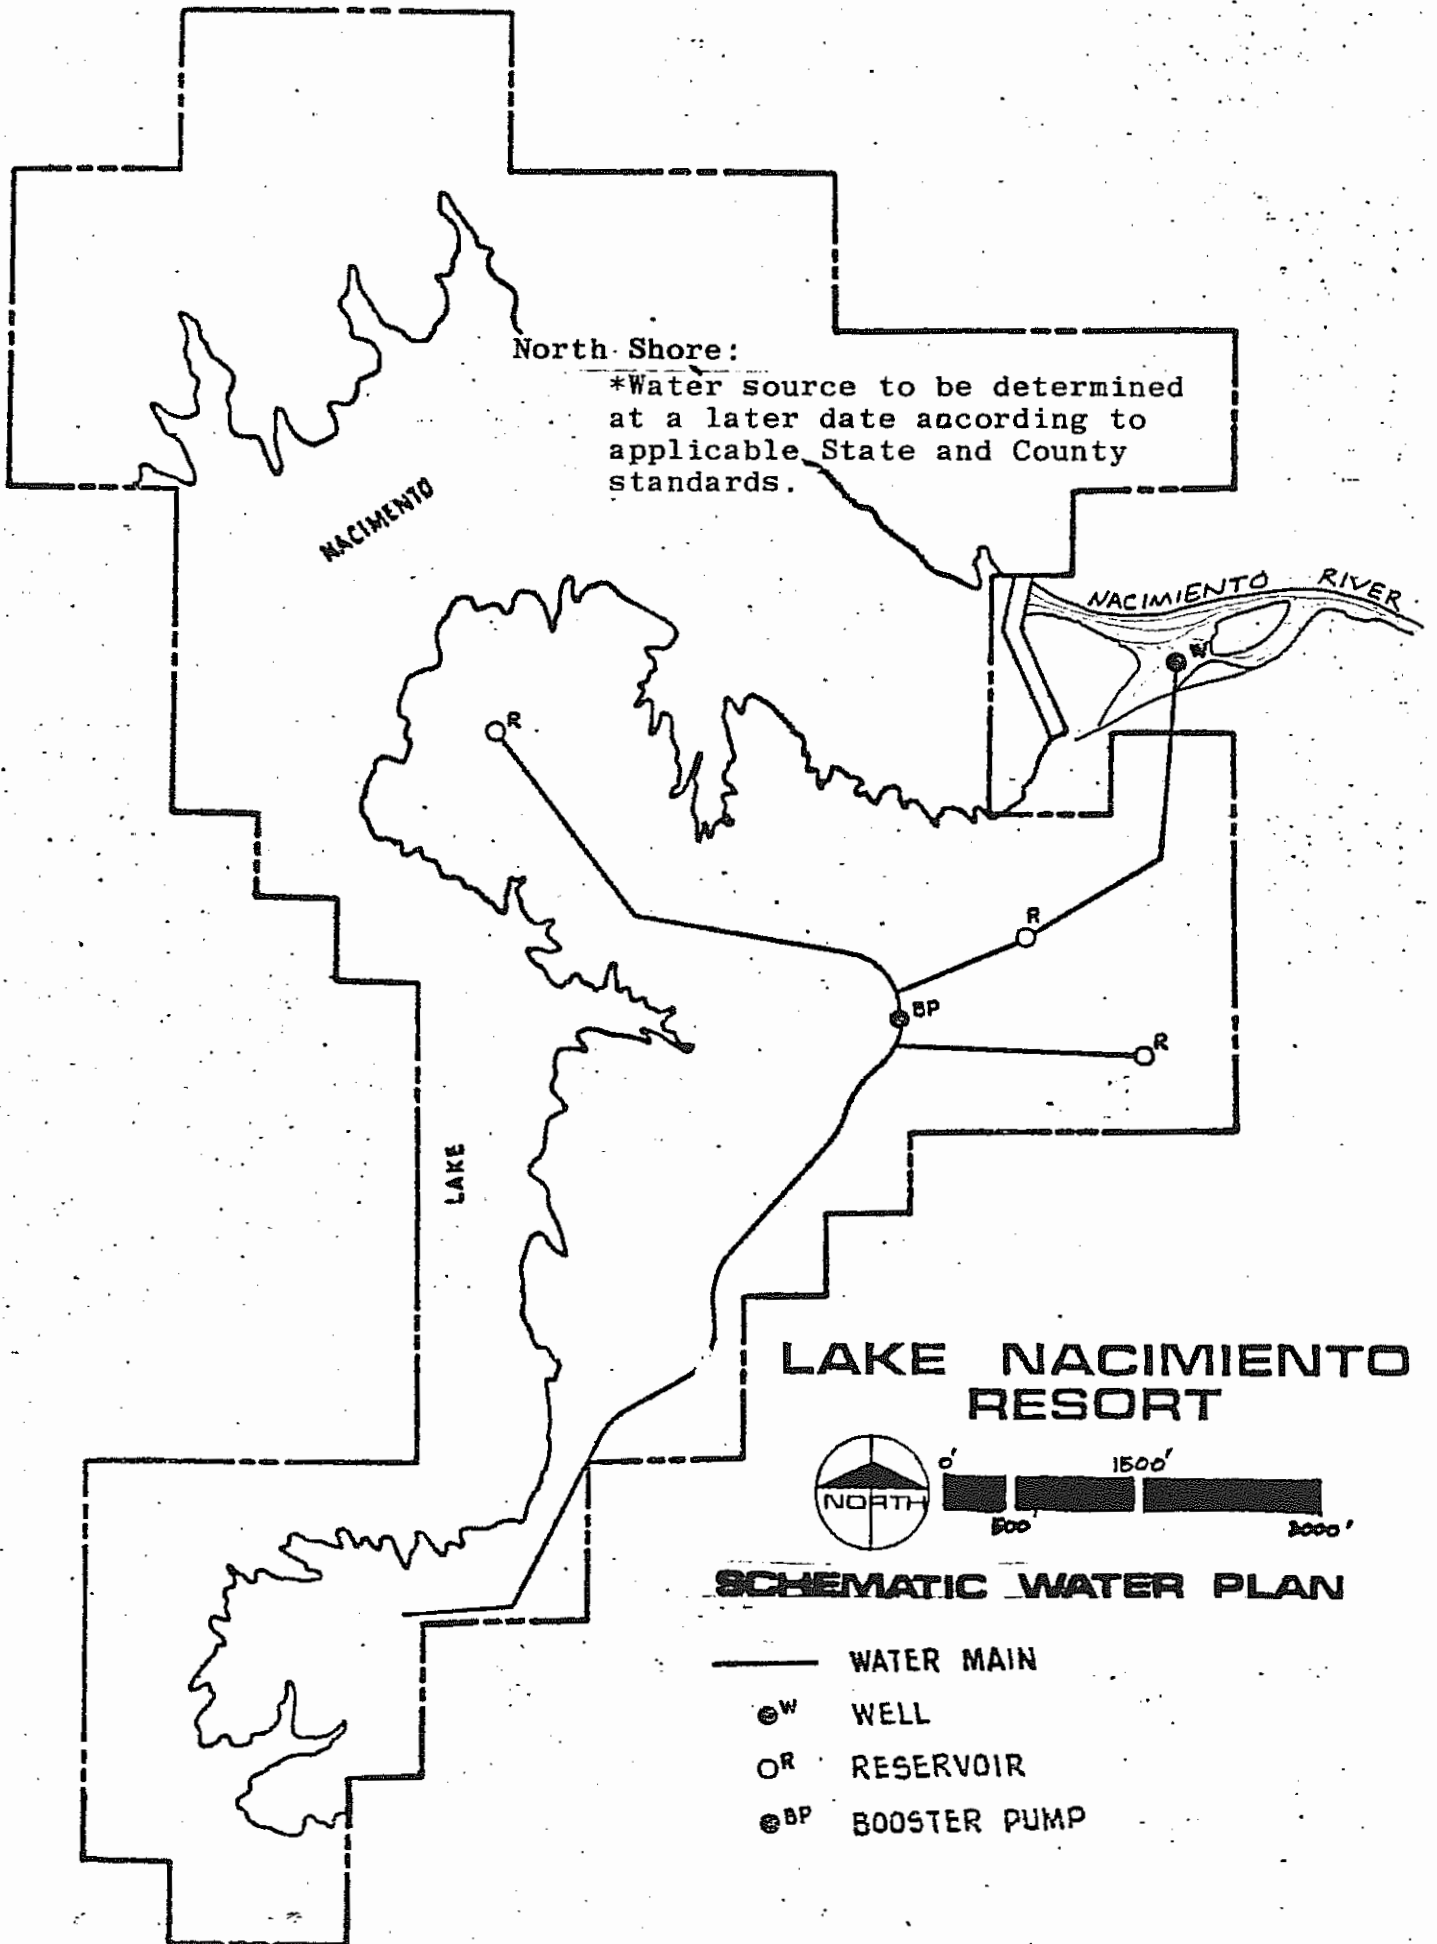 North Shore:
*Water source to be determined
at a later date according to
applicable State and County
standards.
NACIMENTO
NACIMIENTO RIVER
W
R
R
BP
R
LAKE
LAKE NACIMIENTO
RESORT
NORTH
0'
1500'
500'
3000'
SCHEMATIC WATER PLAN
WATER MAIN
W WELL
R RESERVOIR
BP BOOSTER PUMP